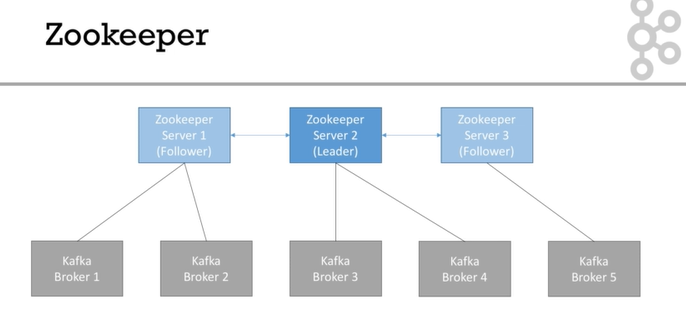 Zookeeper
Zookeeper
Server 1
(Follower)
Zookeeper
Server 2
(Leader)
Zookeeper
Server 3
(Follower)
Kafka
Broker 1
Kafka
Broker 2
Kafka
Broker 3
Kafka
Broker 4
Kafka
Broker 5